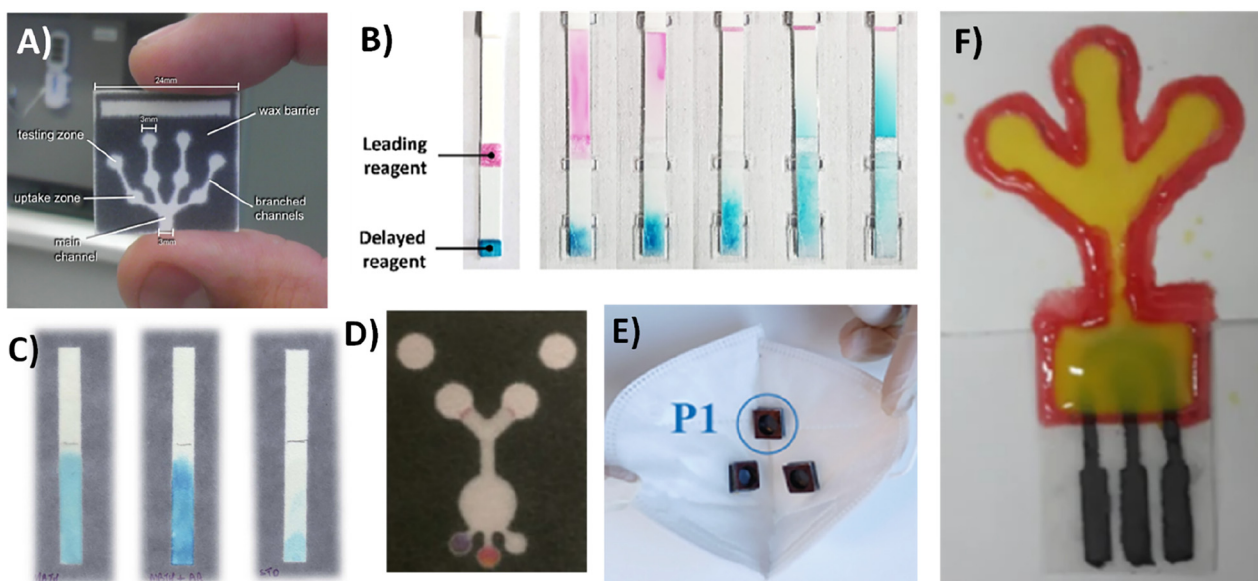 A)
24mm
wax barrier
3mm
testing zone
uptake zone
branched
channels
main
channel
3mm
B)
Leading
reagent
Delayed
reagent
C)
D)
E)
P1
F)